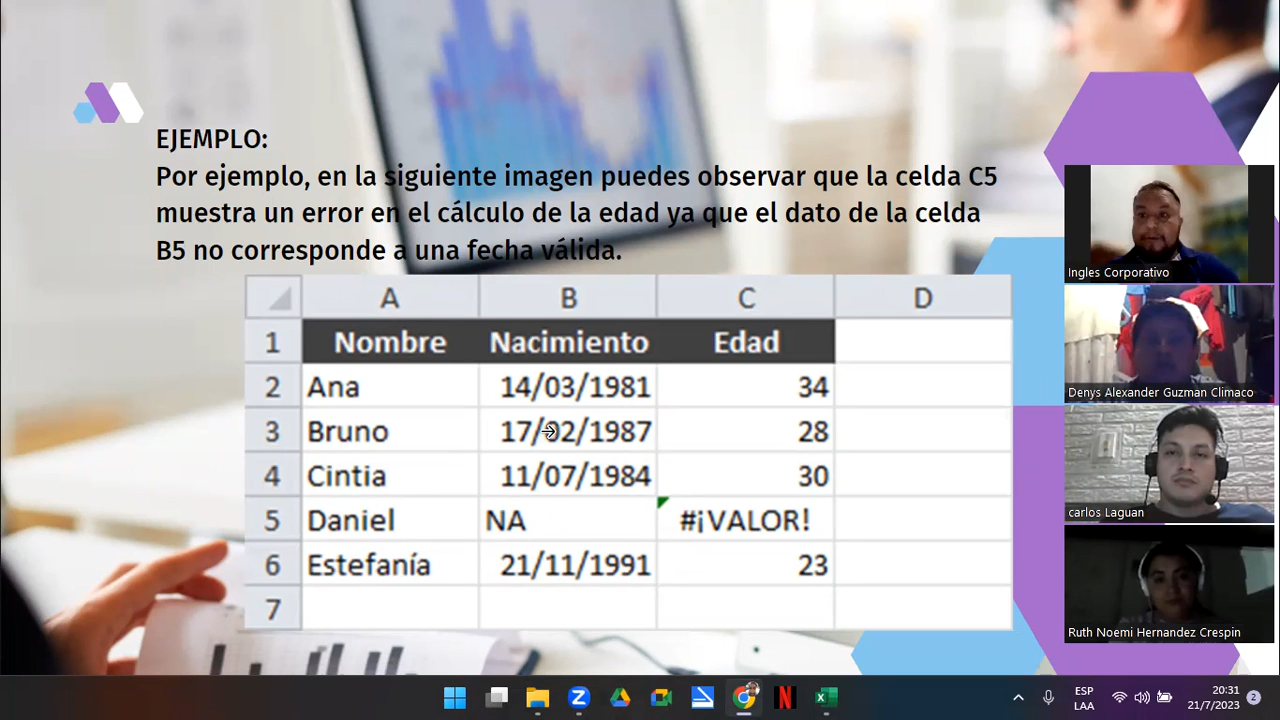 EJEMPLO:
Por ejemplo, en la siguiente imagen puedes observar que la celda C5
muestra un error en el cálculo de la edad ya que el dato de la celda
B5 no corresponde a una fecha válida.
A B C D
1 Nombre Nacimiento Edad
2 Ana 14/03/1981 34
3 Bruno 17/02/1987 28
4 Cintia 11/07/1984 30
5 Daniel NA #¡VALOR!
6 Estefanía 21/11/1991 23
7
Ingles Corporativo
Denys Alexander Guzman Climaco
carlos Laguan
Ruth Noemi Hernandez Crespin
ESP
LAA
20:31
21/7/2023
2